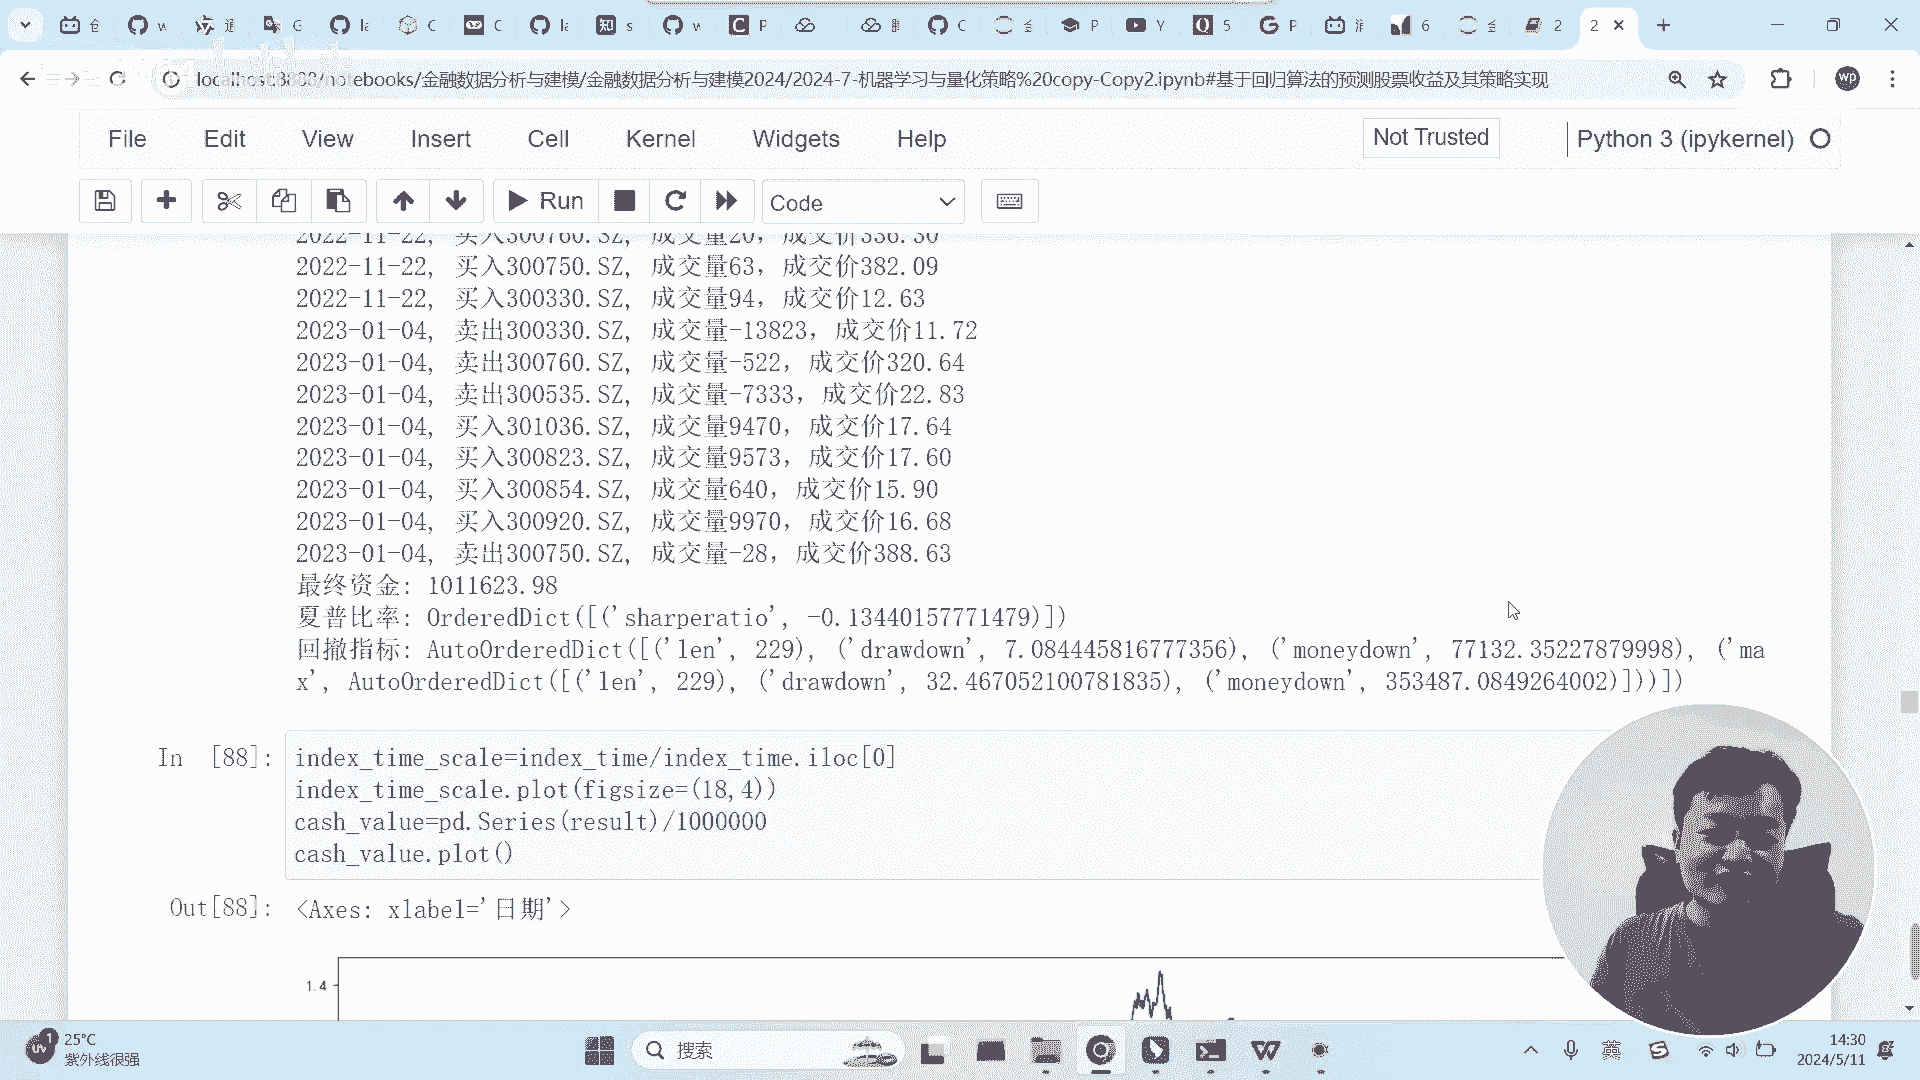 localhost:8888/notebooks/金融数据分析与建模/金融数据分析与建模2024/2024-7-机器学习与量化策略%20copy-Copy2.ipynb#基于回归算法的预测股票收益及其策略实现
File Edit View Insert Cell Kernel Widgets Help Not Trusted Python 3 (ipykernel)
Run Code
2022-11-22, 买入300760.SZ, 成交量20，成交价336.30
2022-11-22, 买入300750.SZ, 成交量63，成交价382.09
2022-11-22, 买入300330.SZ, 成交量94，成交价12.63
2023-01-04, 卖出300330.SZ, 成交量-13823，成交价11.72
2023-01-04, 卖出300760.SZ, 成交量-522，成交价320.64
2023-01-04, 卖出300535.SZ, 成交量-7333，成交价22.83
2023-01-04, 买入301036.SZ, 成交量9470，成交价17.64
2023-01-04, 买入300823.SZ, 成交量9573，成交价17.60
2023-01-04, 买入300854.SZ, 成交量640，成交价15.90
2023-01-04, 买入300920.SZ, 成交量9970，成交价16.68
2023-01-04, 卖出300750.SZ, 成交量-28，成交价388.63
最终资金: 1011623.98
夏普比率: OrderedDict([('sharperatio', -0.13440157771479)])
回撤指标: AutoOrderedDict([('len', 229), ('drawdown', 7.084445816777356), ('moneydown', 77132.35227879998), ('ma
x', AutoOrderedDict([('len', 229), ('drawdown', 32.467052100781835), ('moneydown', 353487.0849264002)]))])
In [88]: index_time_scale=index_time/index_time.iloc[0]
index_time_scale.plot(figsize=(18,4))
cash_value=pd.Series(result)/1000000
cash_value.plot()
Out[88]: <Axes: xlabel='日期'>
1.4
25°C
紫外线很强
搜索
英
14:30
2024/5/11